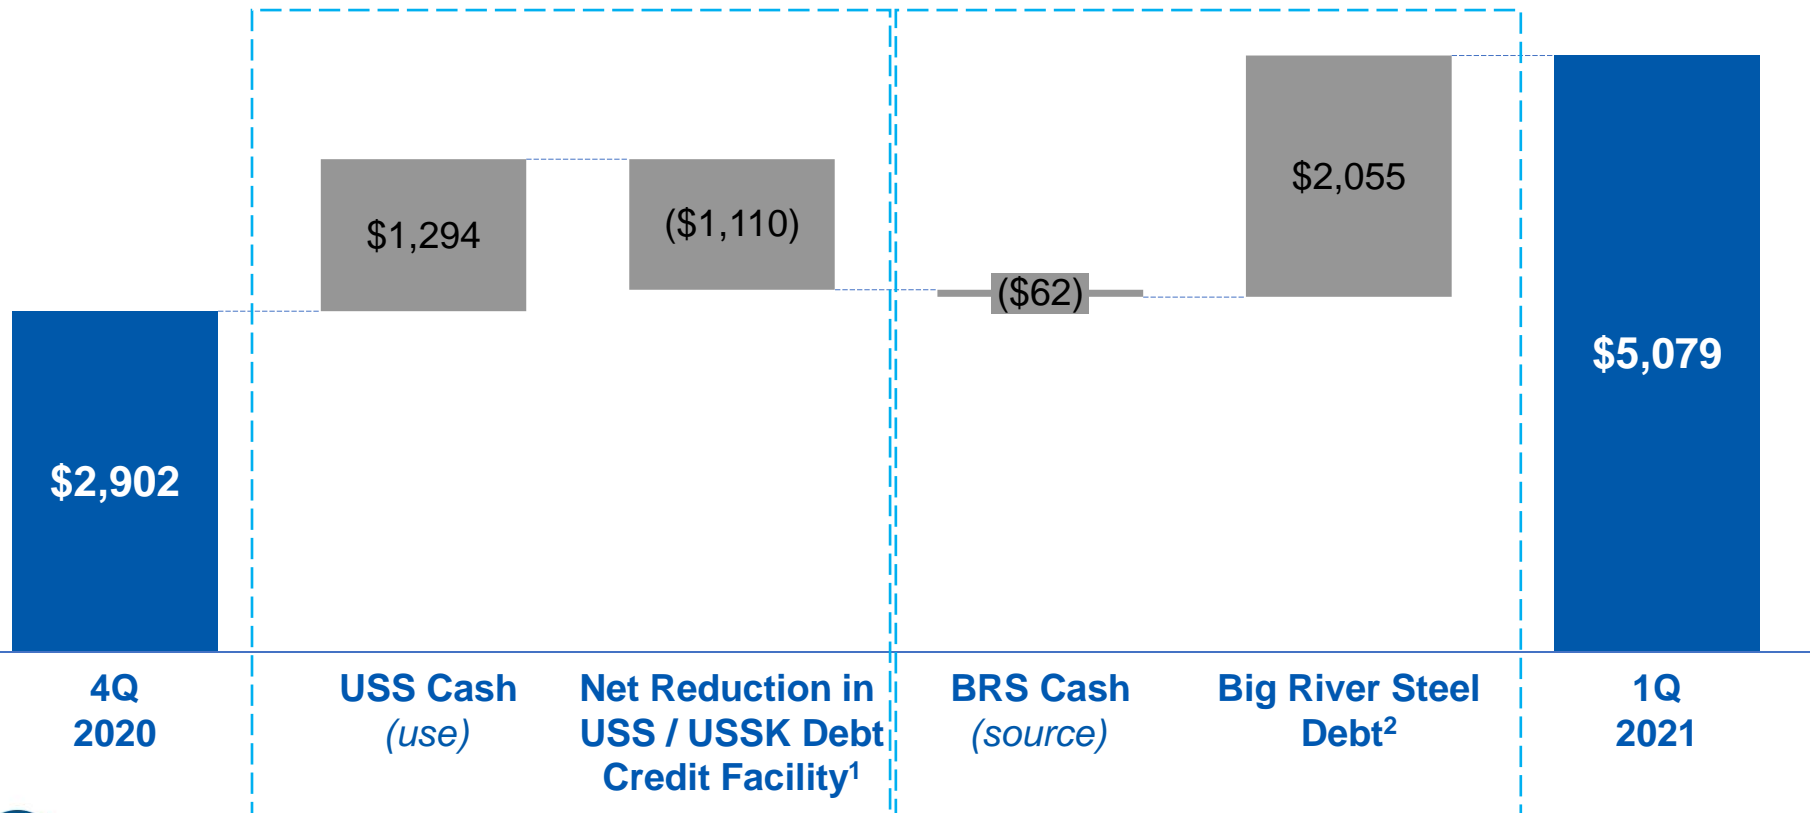 $2,055
($1,110)
$1,294
($62)
$5,079
$2,902
4Q
2020
USS Cash
(use)
Net Reduction in
USS / USSK Debt
Credit Facility¹
BRS Cash
(source)
Big River Steel
Debt²
1Q
2021